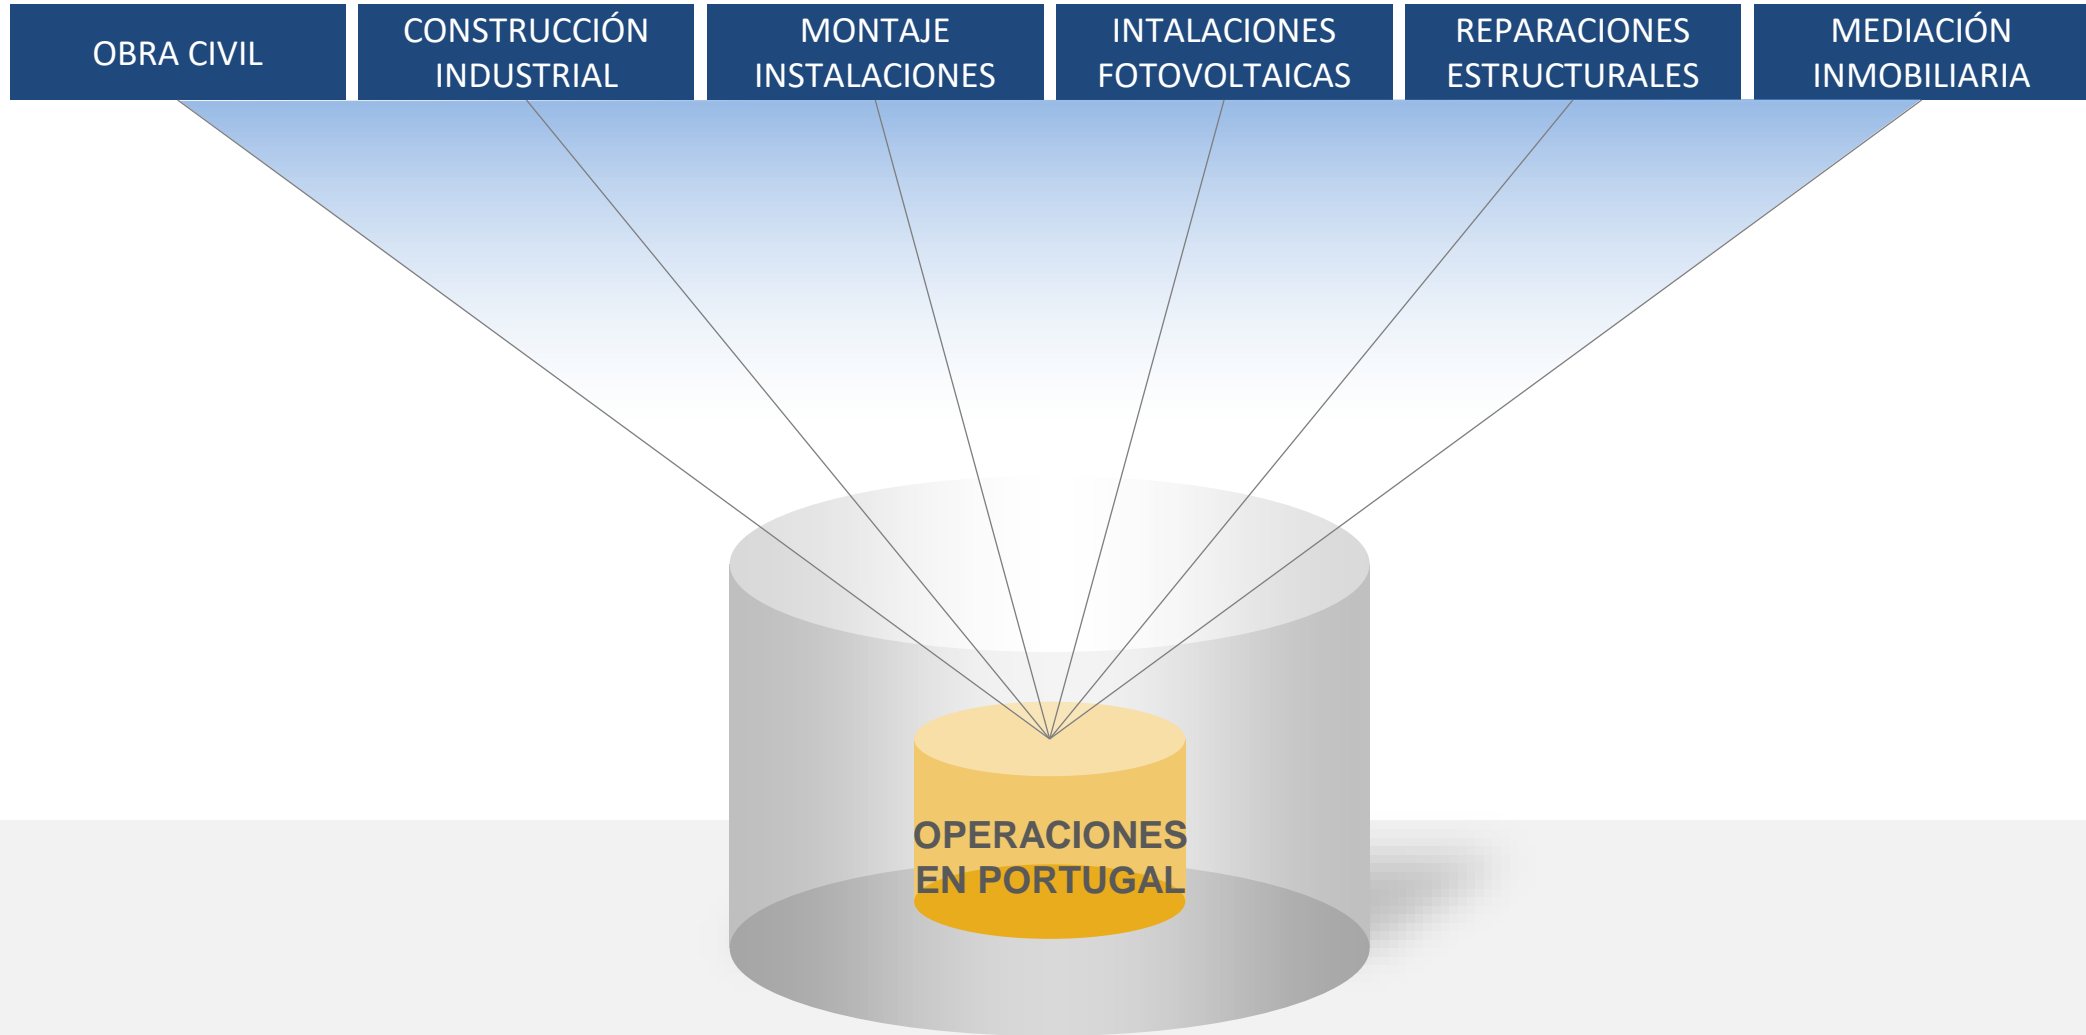 OBRA CIVIL
CONSTRUCCIÓN
INDUSTRIAL
MONTAJE
INSTALACIONES
INTALACIONES
FOTOVOLTAICAS
REPARACIONES
ESTRUCTURALES
MEDIACIÓN
INMOBILIARIA
OPERACIONES
EN PORTUGAL